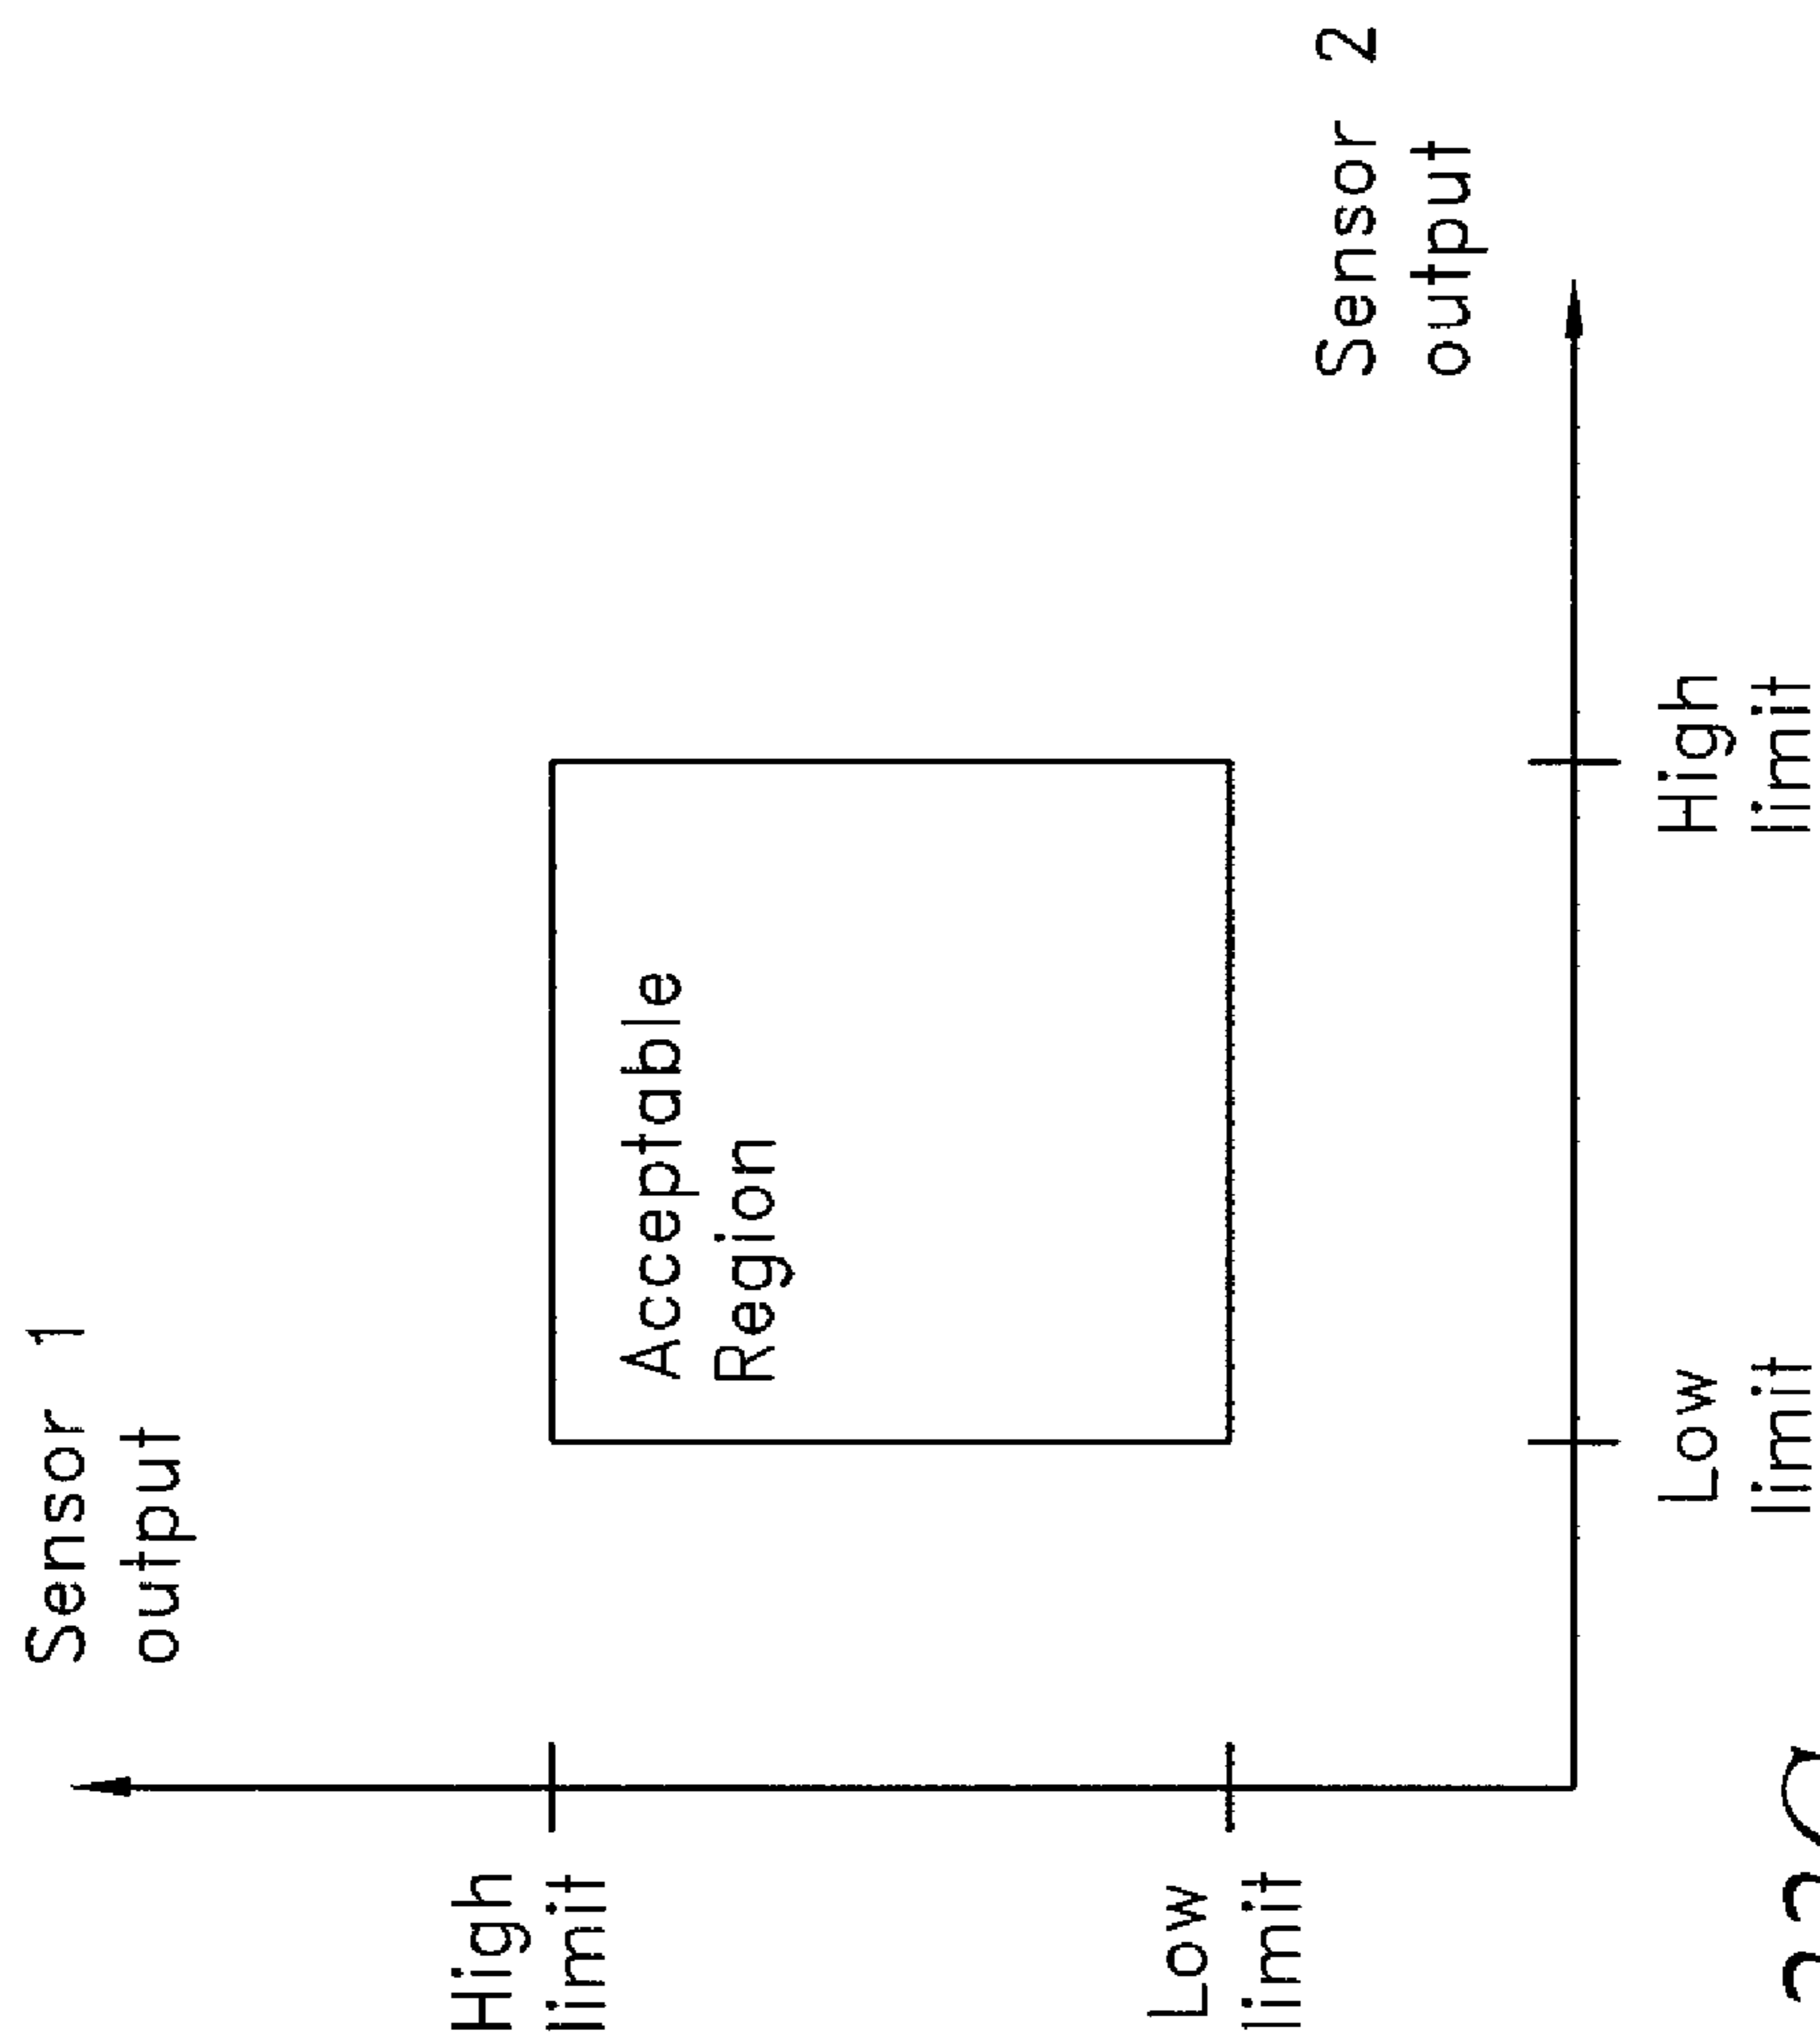 Sensor 1
output
High
limit
Acceptable
Region
Low
limit
Sensor 2
output
Low
limit
High
limit